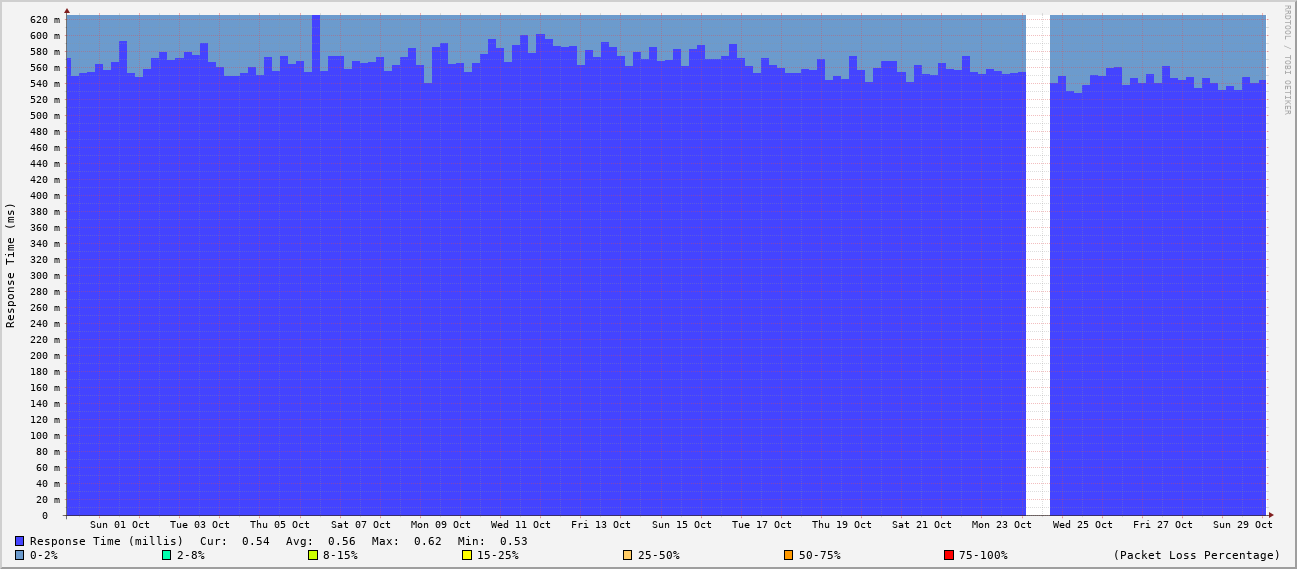 620 m
600 m
580 m
560 m
540 m
520 m
500 m
480 m
460 m
440 m
420 m
400 m
380 m
360 m
340 m
320 m
300 m
280 m
260 m
240 m
220 m
200 m
180 m
160 m
140 m
120 m
100 m
80 m
60 m
40 m
20 m
0
Response Time (ms)
RRDTOOL / TOBI OETIKER
Sun 01 Oct Tue 03 Oct Thu 05 Oct Sat 07 Oct Mon 09 Oct Wed 11 Oct Fri 13 Oct Sun 15 Oct Tue 17 Oct Thu 19 Oct Sat 21 Oct Mon 23 Oct Wed 25 Oct Fri 27 Oct Sun 29 Oct
Response Time (millis) Cur: 0.54 Avg: 0.56 Max: 0.62 Min: 0.53
0-2% 2-8% 8-15% 15-25% 25-50% 50-75% 75-100% (Packet Loss Percentage)